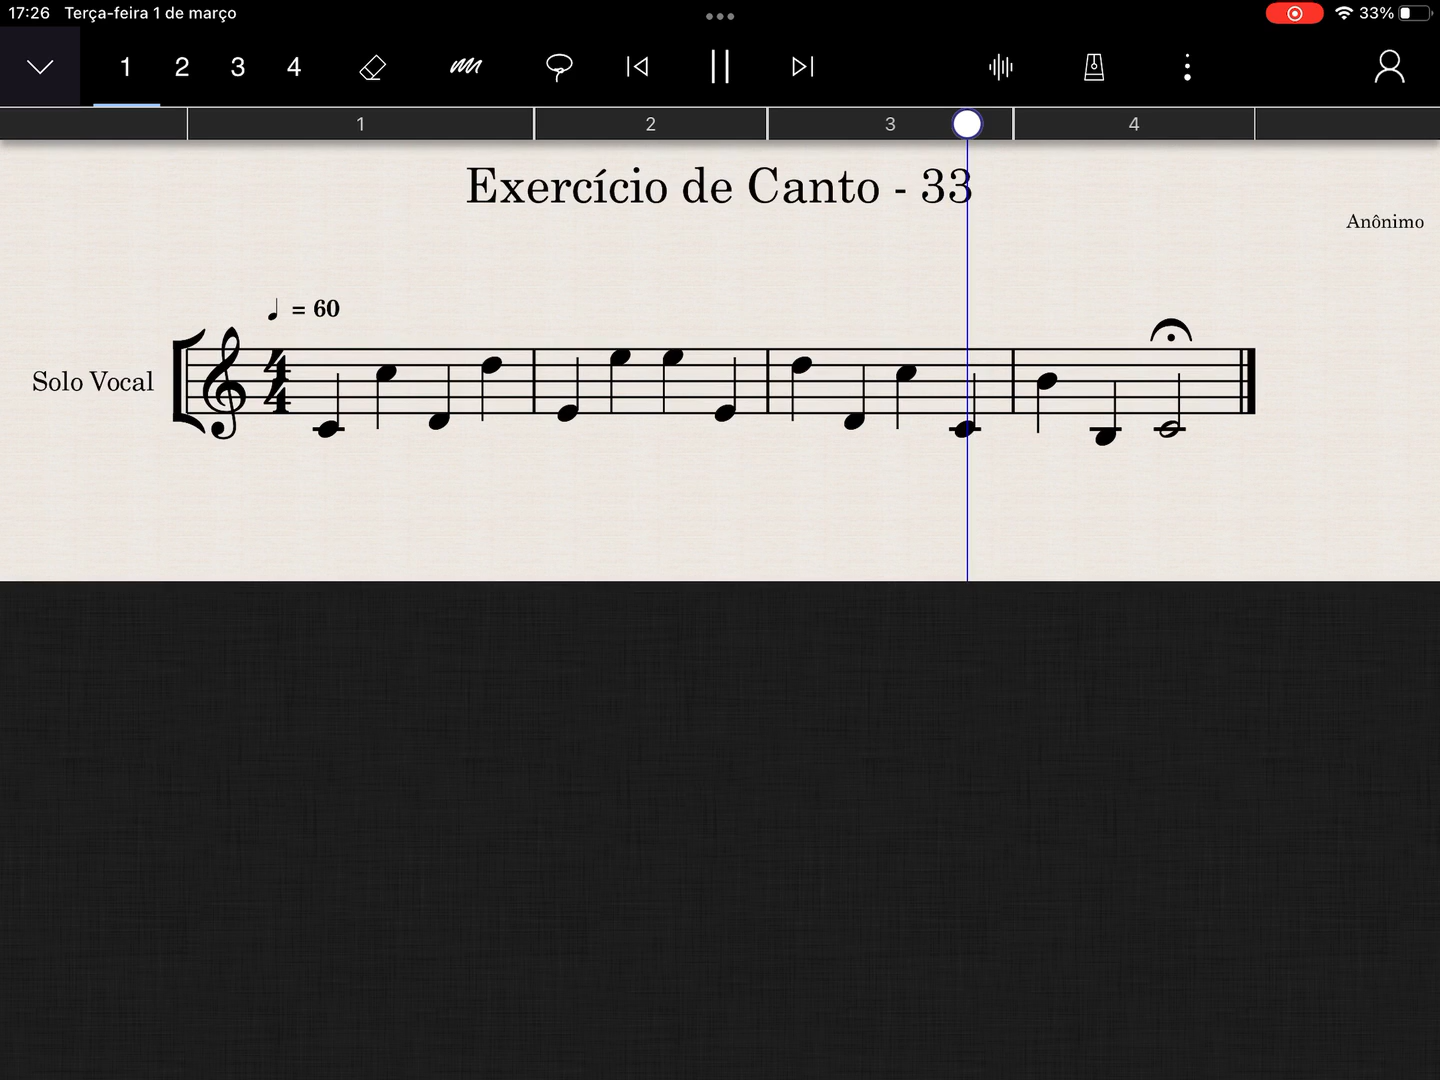 17:26 Terça-feira 1 de março
33%
1 2 3 4
1 2 3 4
Exercício de Canto - 33
Anônimo
♩ = 60
Solo Vocal
4
4